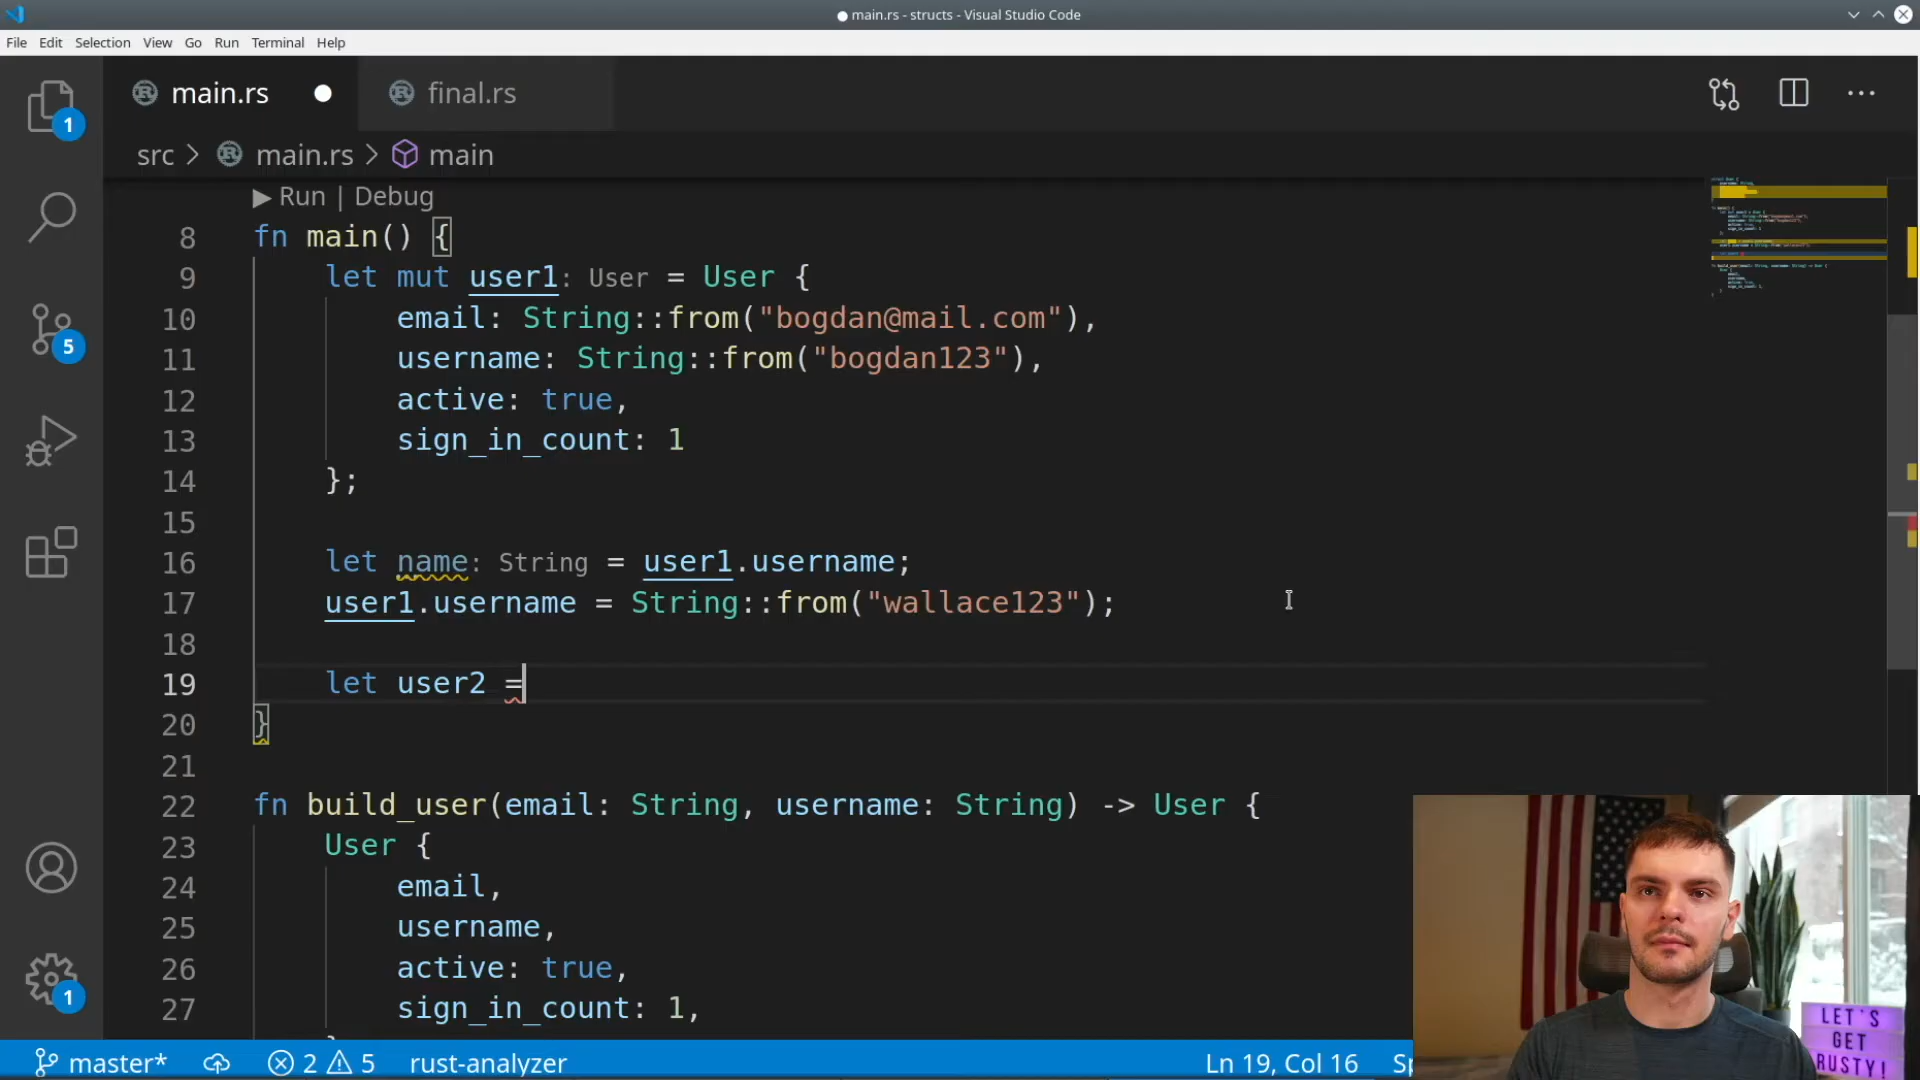 main.rs - structs - Visual Studio Code
File Edit Selection View Go Run Terminal Help
main.rs final.rs
src > main.rs > main
Run | Debug
8 fn main() {
9 let mut user1: User = User {
10 email: String::from("bogdan@mail.com"),
11 username: String::from("bogdan123"),
12 active: true,
13 sign_in_count: 1
14 };
15
16 let name: String = user1.username;
17 user1.username = String::from("wallace123");
18
19 let user2 =
20 }
21
22 fn build_user(email: String, username: String) -> User {
23 User {
24 email,
25 username,
26 active: true,
27 sign_in_count: 1,
1
5
1
LET'S
GET
RUSTY!
master* 2 5 rust-analyzer Ln 19, Col 16